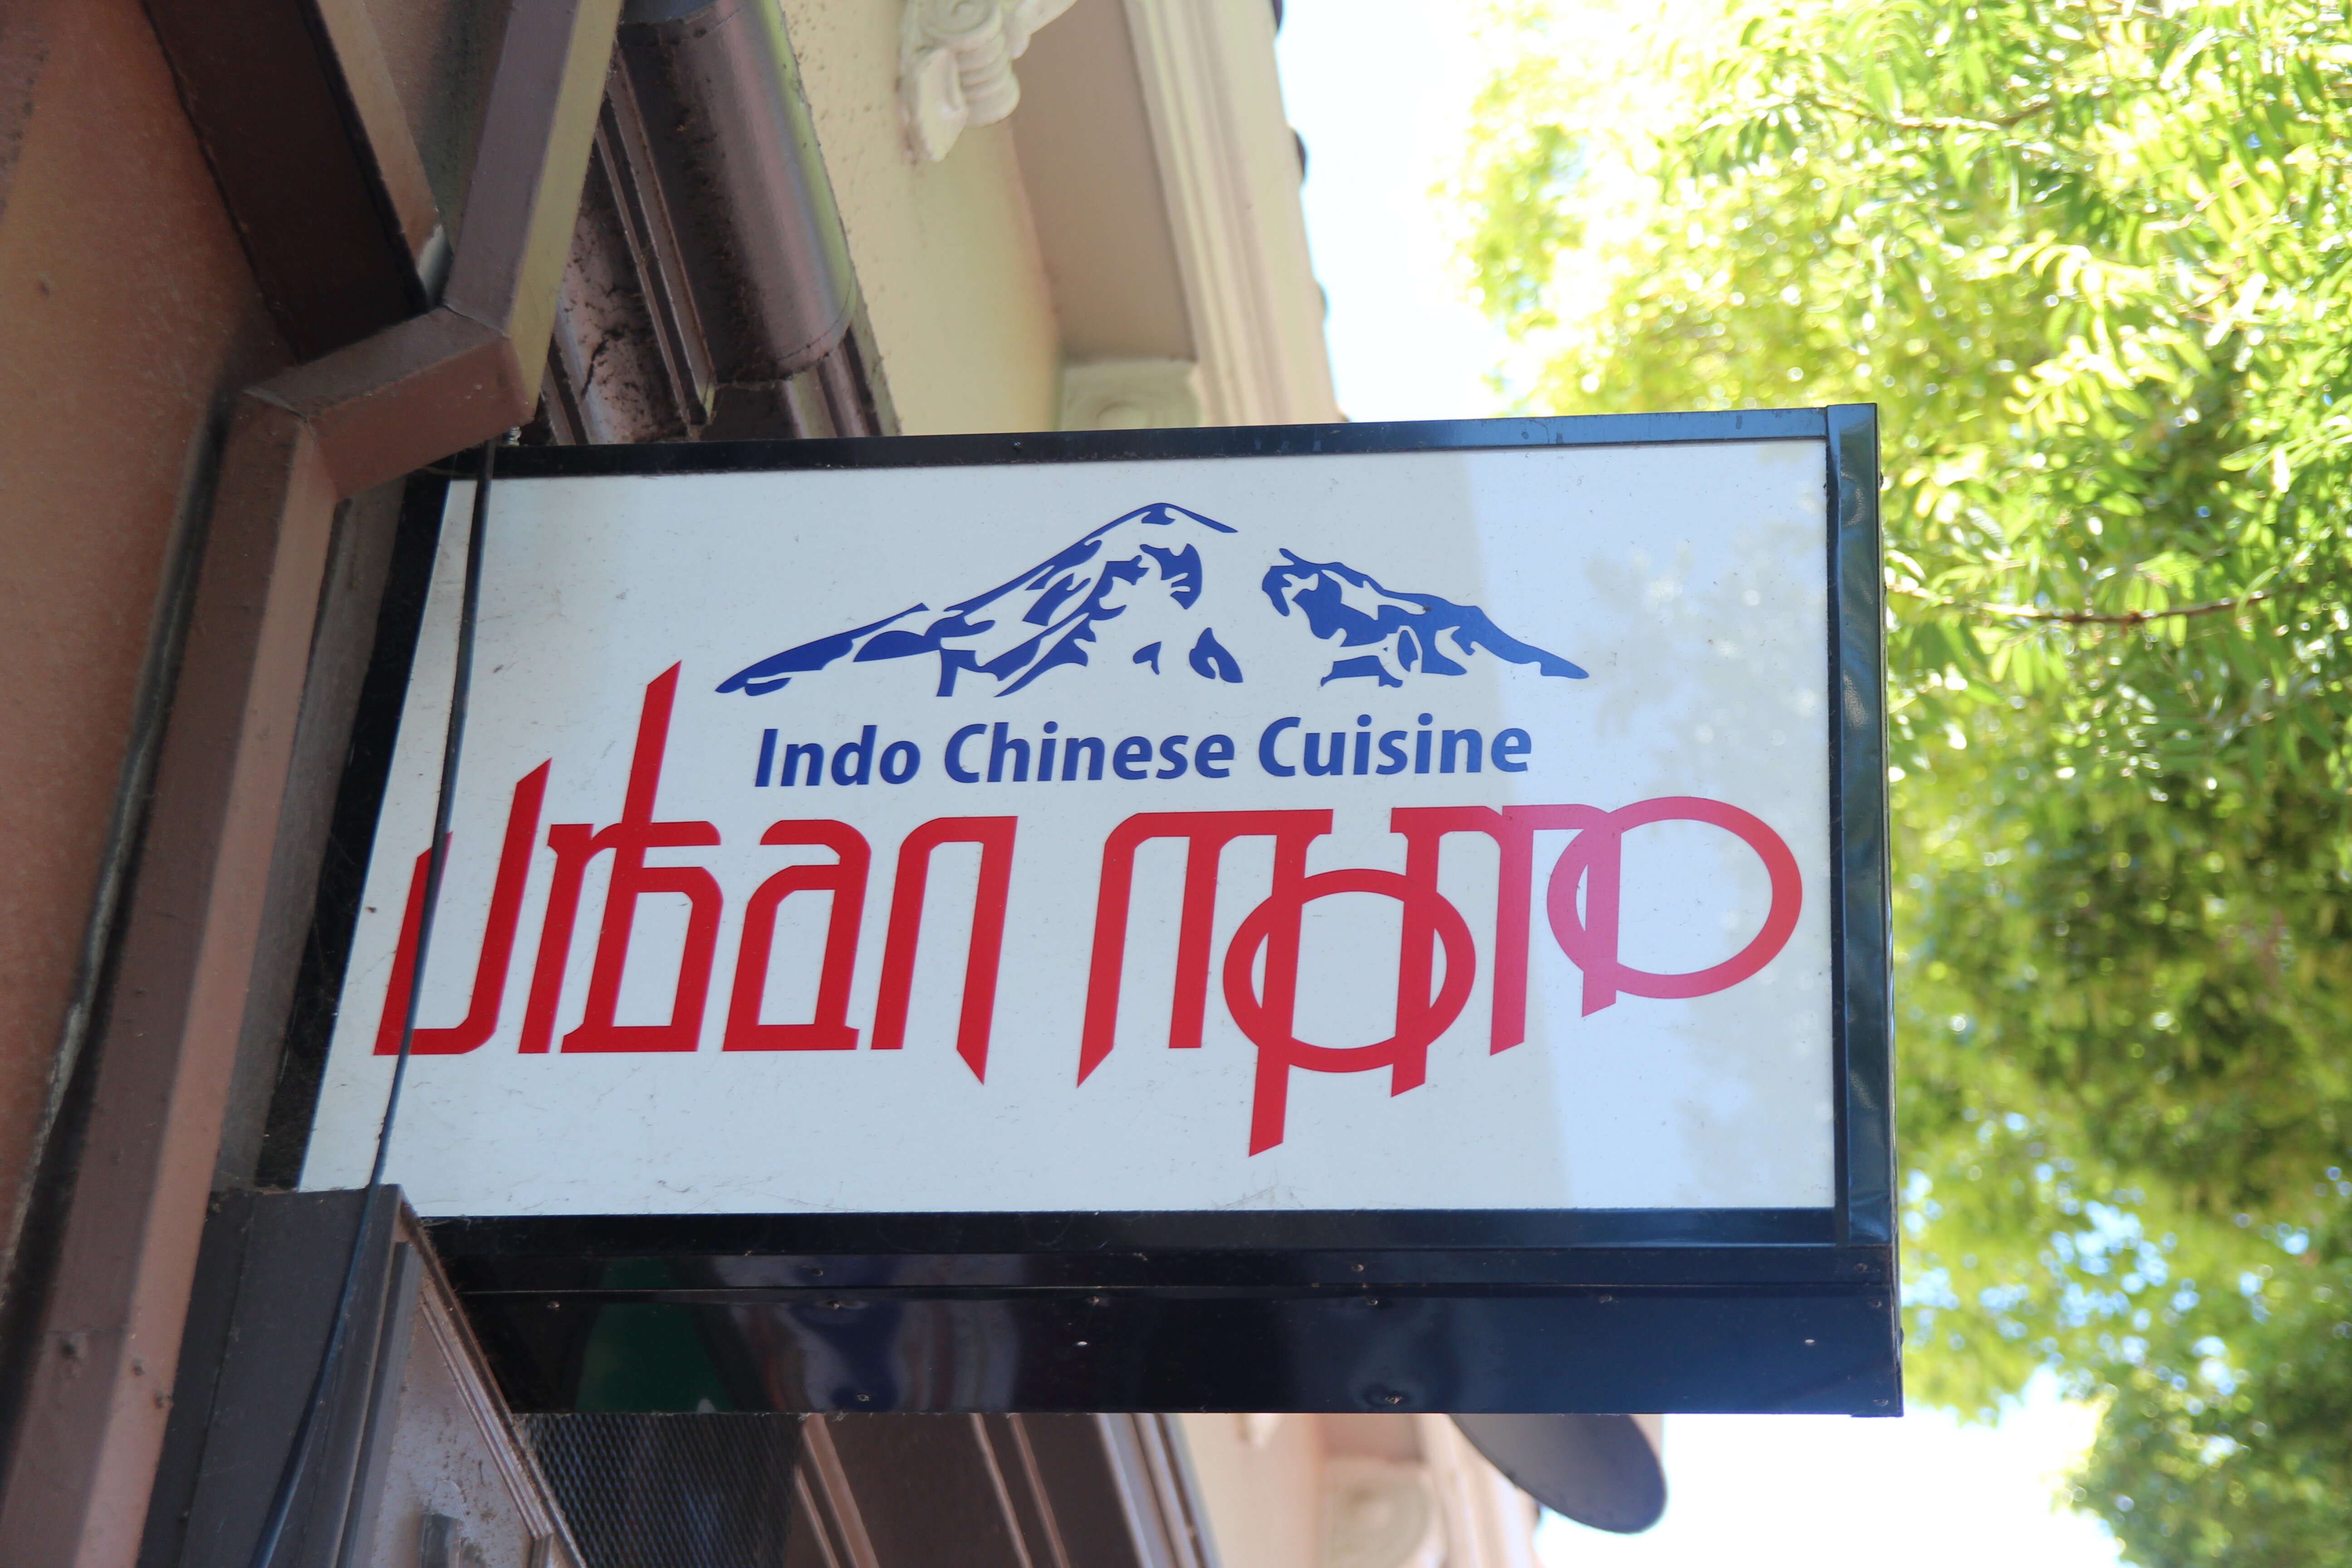 Indo Chinese Cuisine
Urban momo